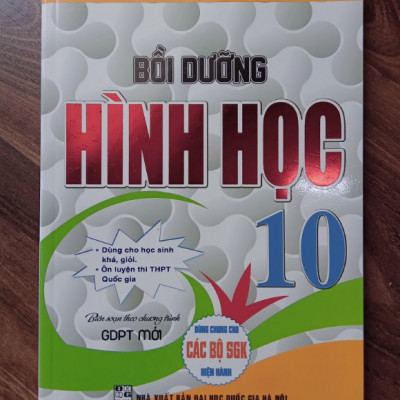 BỒI DƯỠNG
HÌNH HỌC
10
• Dùng cho học sinh
khá, giỏi.
• Ôn luyện thi THPT
Quốc gia
Biên soạn theo chương trình
GDPT MỚI
DÙNG CHUNG CHO
CÁC BỘ SGK
HIỆN HÀNH
NHÀ XUẤT BẢN ĐẠI HỌC QUỐC GIA HÀ NỘI